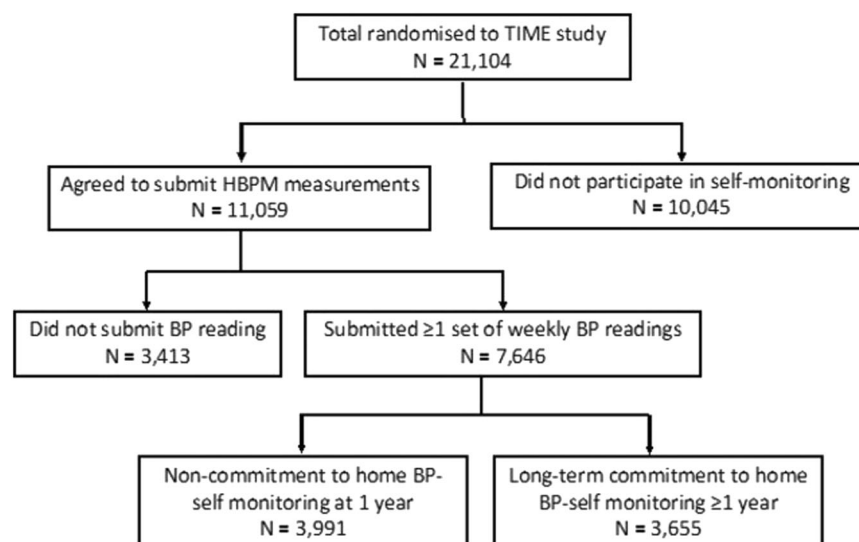 Total randomised to TIME study
N = 21,104
Agreed to submit HBPM measurements
N = 11,059
Did not participate in self-monitoring
N = 10,045
Did not submit BP reading
N = 3,413
Submitted ≥1 set of weekly BP readings
N = 7,646
Non-commitment to home BP-
self monitoring at 1 year
N = 3,991
Long-term commitment to home
BP-self monitoring ≥1 year
N = 3,655